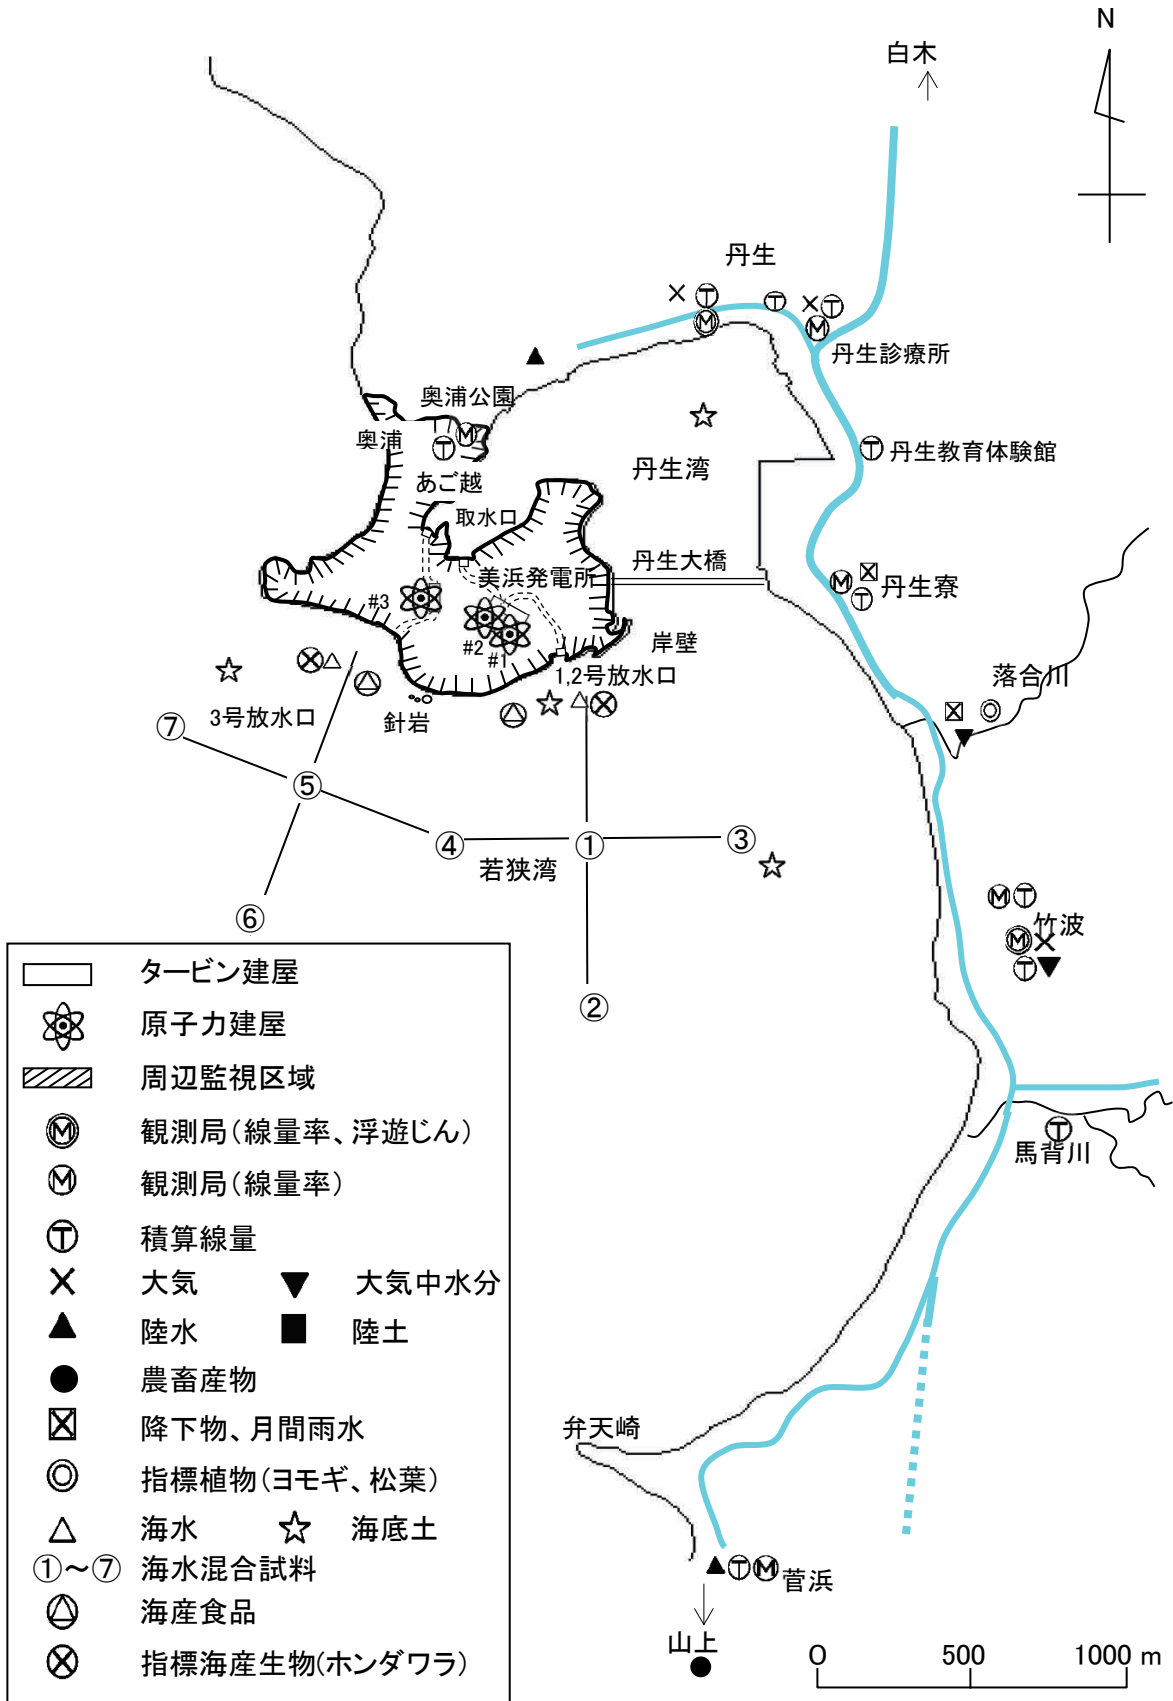 N
白木
丹生
丹生診療所
奥浦公園
奥浦
丹生教育体験館
丹生湾
あご越
取水口
丹生大橋
美浜発電所
丹生寮
#3
#2
#1
岸壁
1,2号放水口
落合川
3号放水口
針岩
⑦
⑤
④
①
③
若狭湾
⑥
竹波
②
タービン建屋
原子力建屋
周辺監視区域
M 観測局(線量率、浮遊じん)
M 観測局(線量率)
T 積算線量
大気 大気中水分
陸水 陸土
農畜産物
降下物、月間雨水
指標植物(ヨモギ、松葉)
海水 海底土
①~⑦ 海水混合試料
海産食品
指標海産生物(ホンダワラ)
馬背川
弁天崎
T M 菅浜
山上
0 500 1000 m